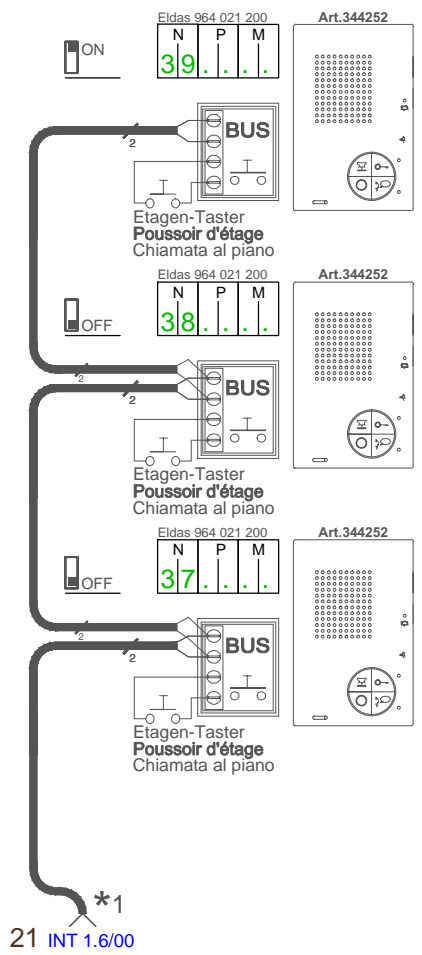 Eldas 964 021 200 Art.344252
ON
N P M
39. . . .
BUS
2
Etagen-Taster
Poussoir d'étage
Chiamata al piano
Eldas 964 021 200 Art.344252
N P M
OFF
38. . . .
2
BUS
2
Etagen-Taster
Poussoir d'étage
Chiamata al piano
Eldas 964 021 200 Art.344252
N P M
OFF
37. . . .
2
BUS
2
Etagen-Taster
Poussoir d'étage
Chiamata al piano
*1
21 INT 1.6/00